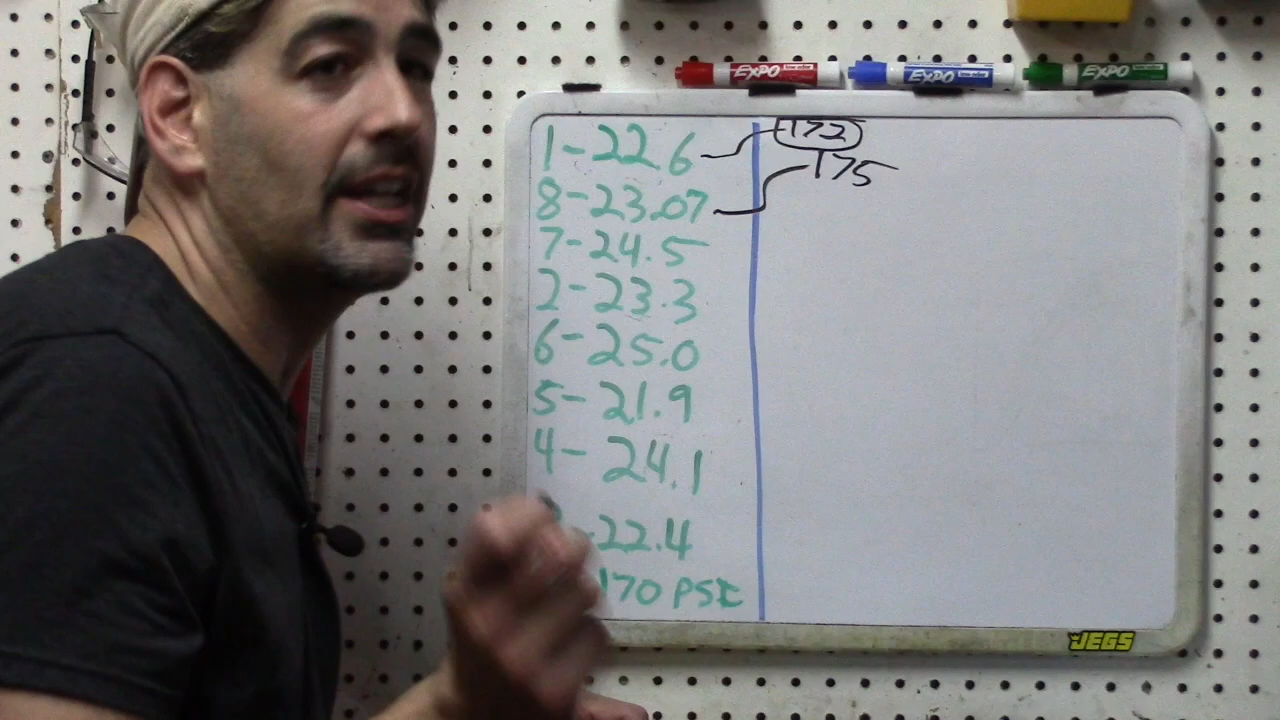 EXPO
EXPO
EXPO
1-22.6
172
8-23.07
175
7-24.5
2-23.3
6-25.0
5-21.9
4-24.1
-22.4
170 PSI
JEGS